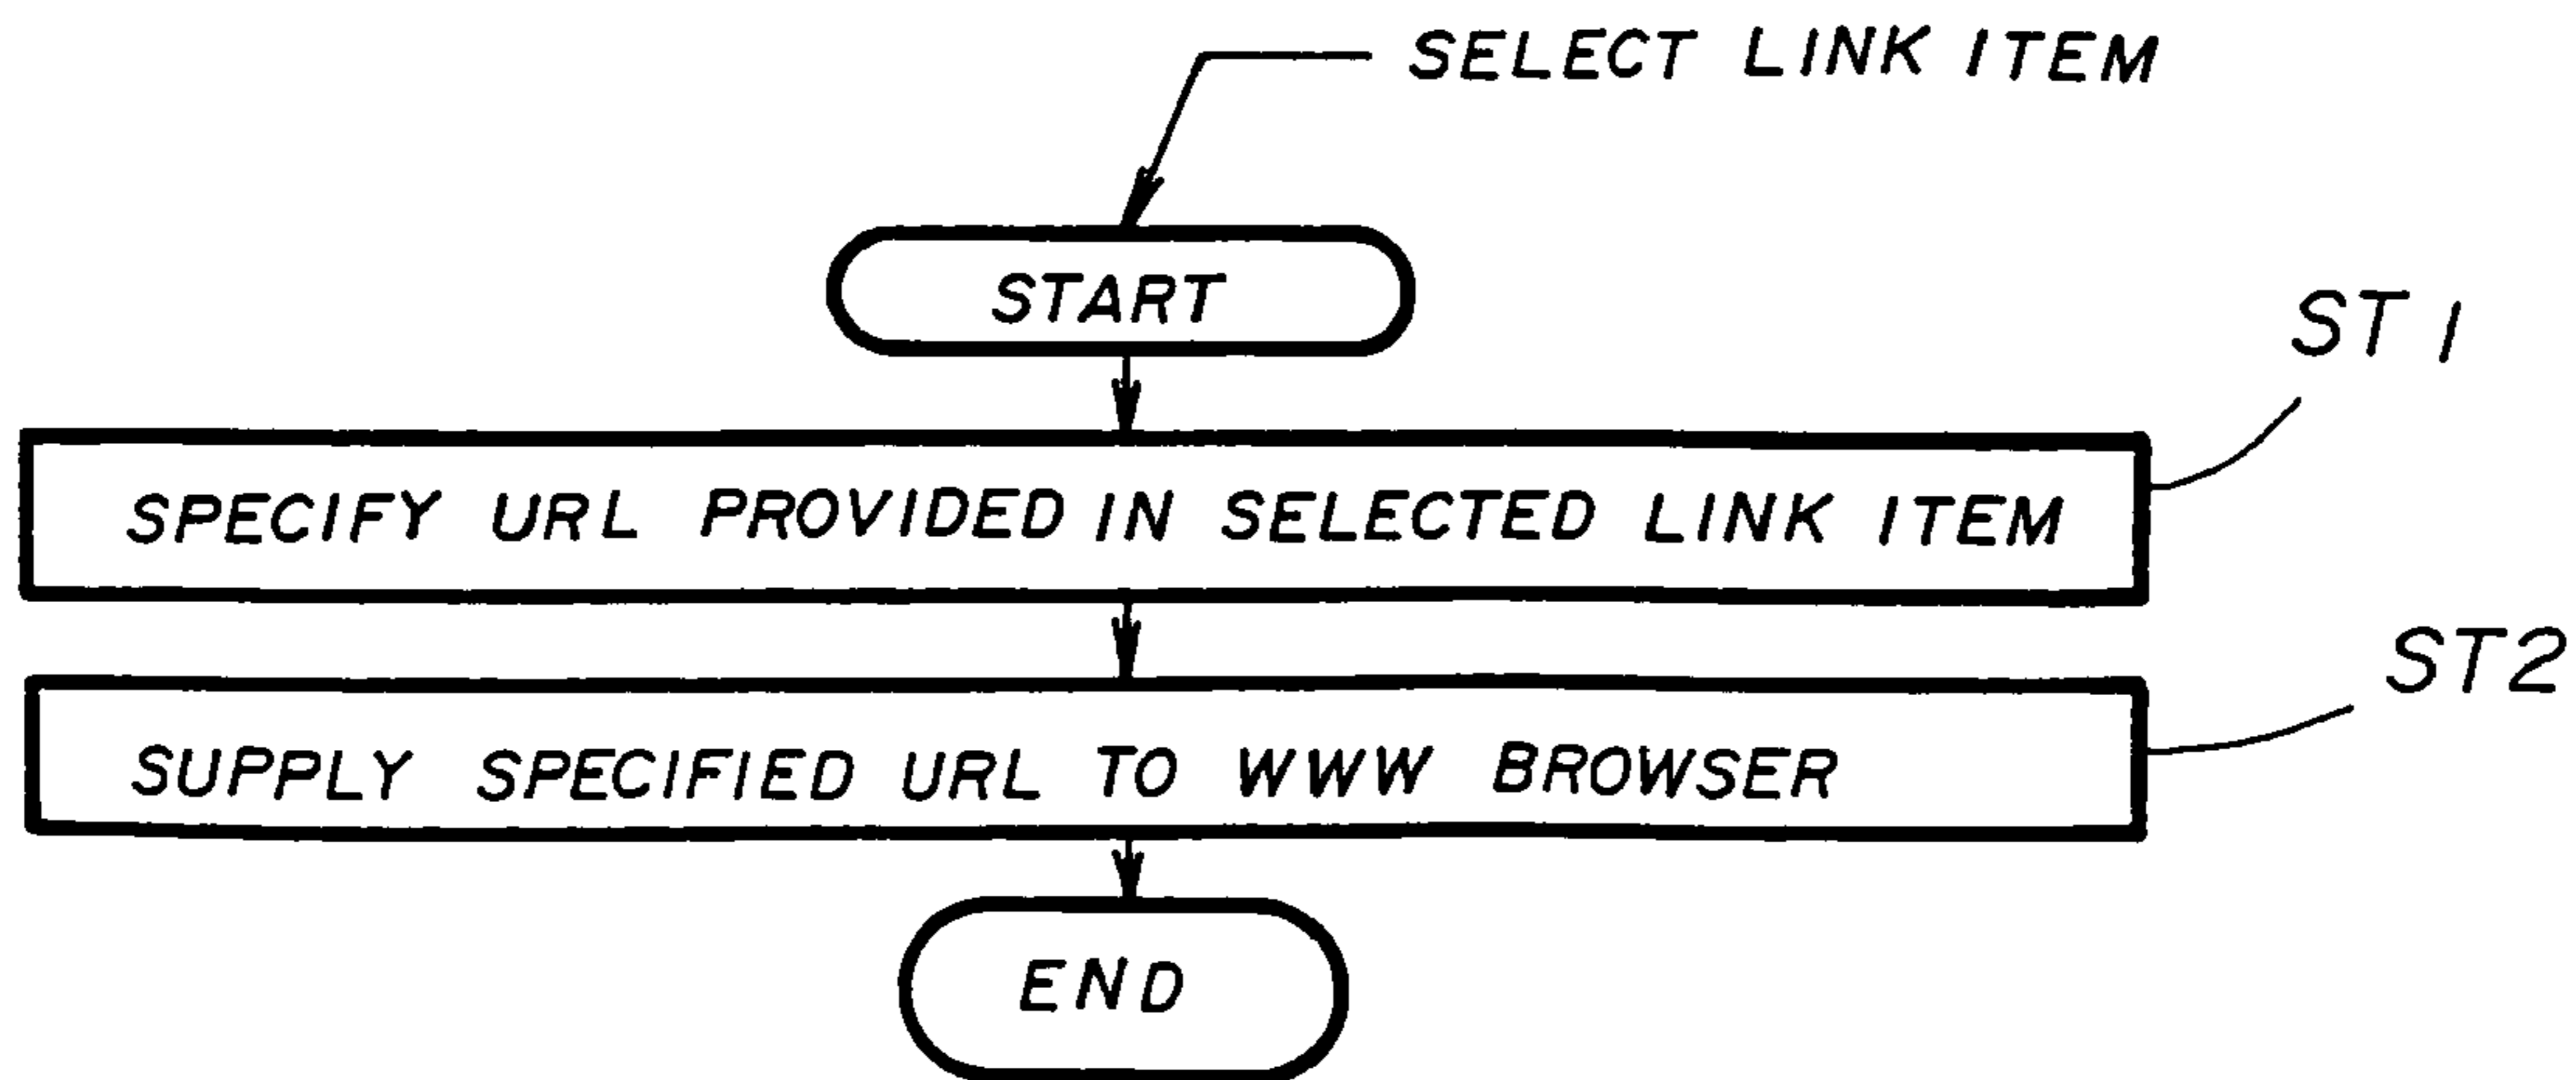 SELECT LINK ITEM
START
ST 1
SPECIFY URL PROVIDED IN SELECTED LINK ITEM
ST2
SUPPLY SPECIFIED URL TO WWW BROWSER
END